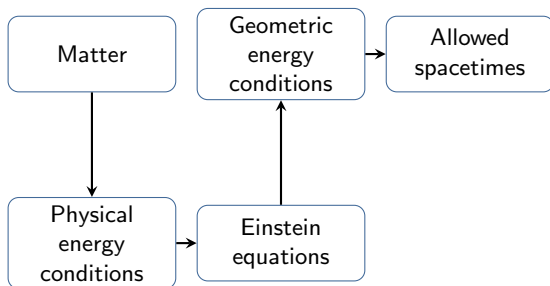 Matter
Geometric
energy
conditions
Allowed
spacetimes
Physical
energy
conditions
Einstein
equations